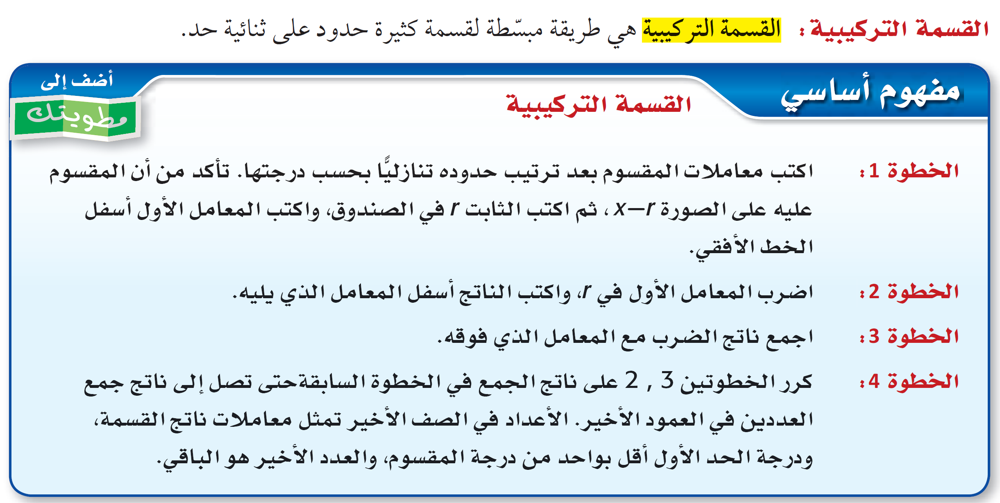 القسمة التركيبية: القسمة التركيبية هي طريقة مبسّطة لقسمة كثيرة حدود على ثنائية حد.
مفهوم أساسي
القسمة التركيبية
أضف إلى
مطويتك
الخطوة 1: اكتب معاملات المقسوم بعد ترتيب حدوده تنازليًّا بحسب درجتها. تأكد من أن المقسوم
عليه على الصورة x−r ، ثم اكتب الثابت r في الصندوق، واكتب المعامل الأول أسفل
الخط الأفقي.
الخطوة 2: اضرب المعامل الأول في r، واكتب الناتج أسفل المعامل الذي يليه.
الخطوة 3: اجمع ناتج الضرب مع المعامل الذي فوقه.
الخطوة 4: كرر الخطوتين 2 , 3 على ناتج الجمع في الخطوة السابقة حتى تصل إلى ناتج جمع
العددين في العمود الأخير. الأعداد في الصف الأخير تمثل معاملات ناتج القسمة،
ودرجة الحد الأول أقل بواحد من درجة المقسوم، والعدد الأخير هو الباقي.